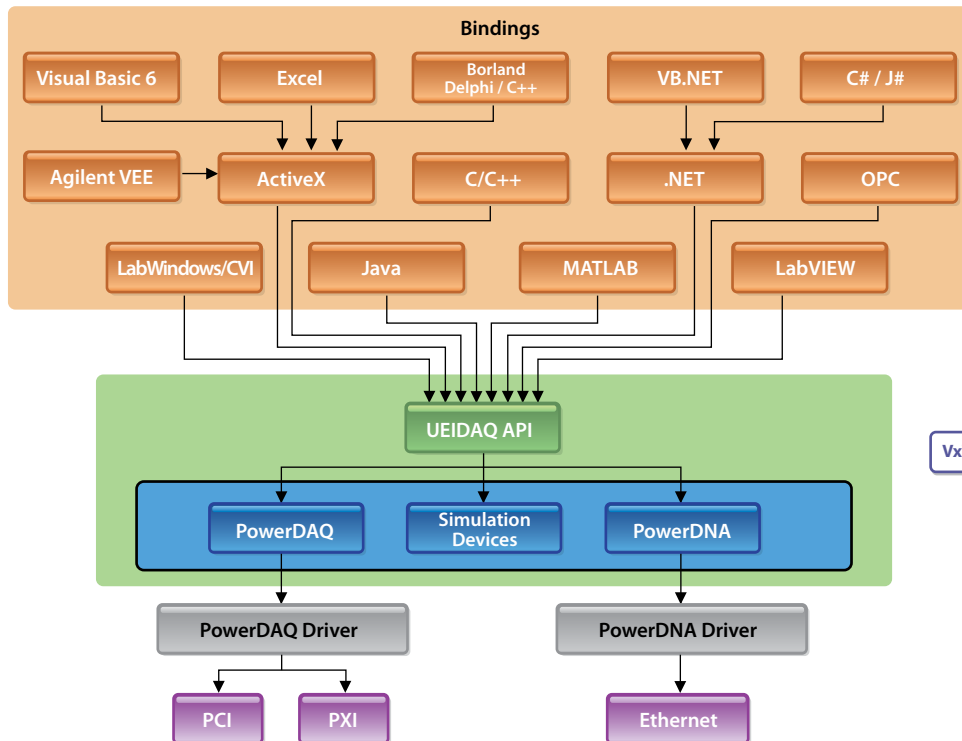 Bindings
Visual Basic 6
Excel
Borland
Delphi / C++
VB.NET
C# / J#
Agilent VEE
ActiveX
C/C++
.NET
OPC
LabWindows/CVI
Java
MATLAB
LabVIEW
UEIDAQ API
Vx
PowerDAQ
Simulation
Devices
PowerDNA
PowerDAQ Driver
PowerDNA Driver
PCI
PXI
Ethernet